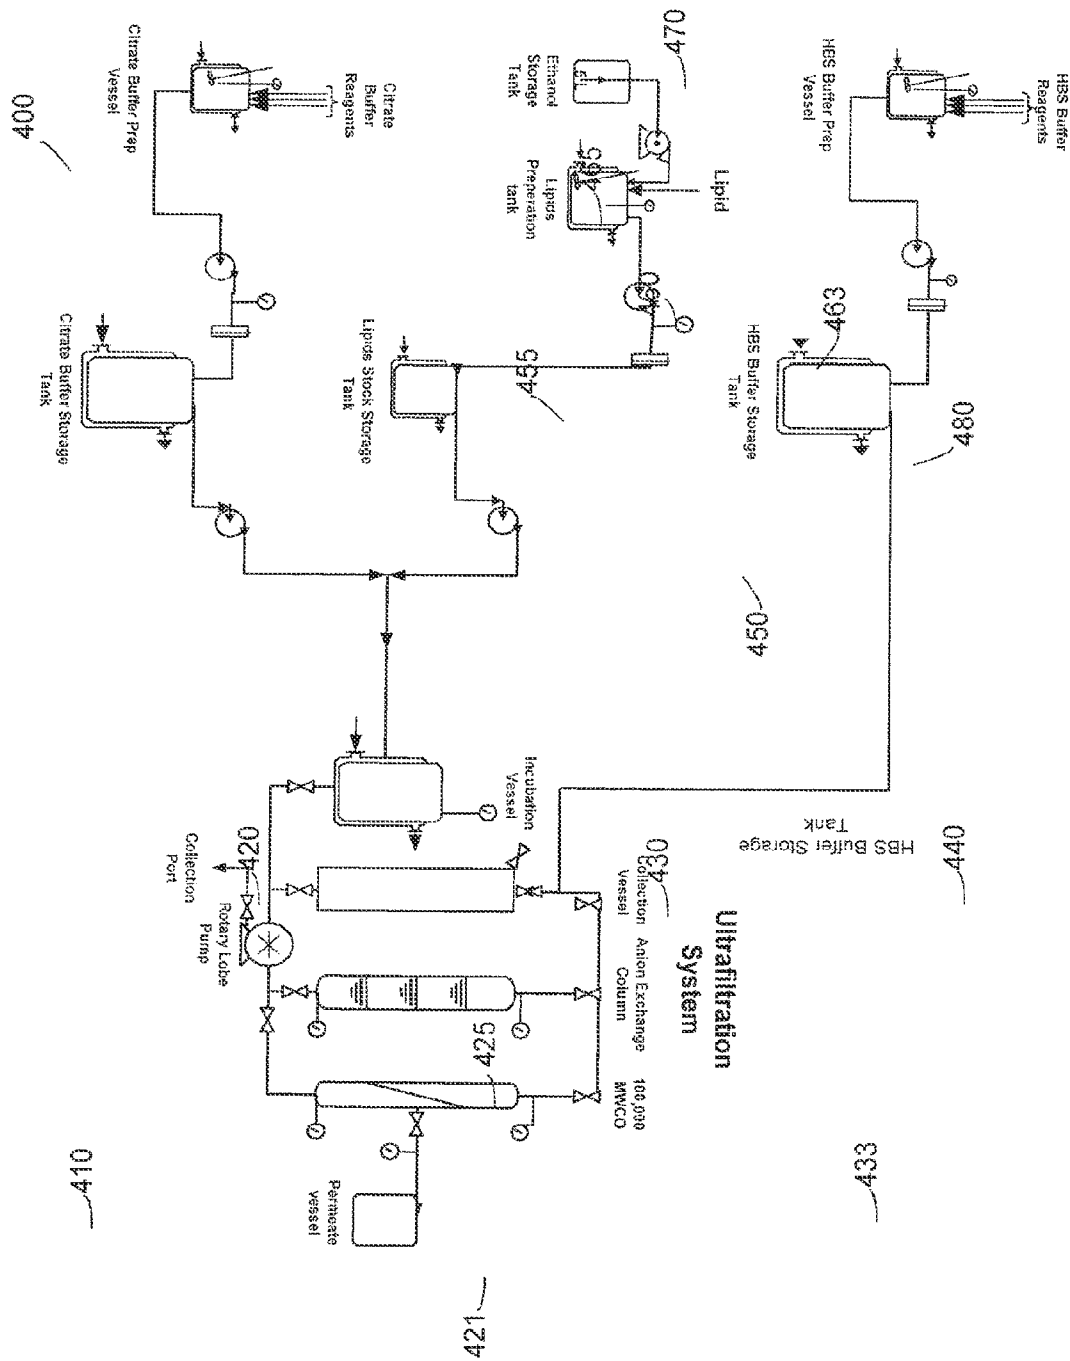 400
Citrate Buffer Prep
Vessel
Citrate
Buffer
Reagents
Ethanol
Storage
Tank
470
HBS Buffer Prep
Vessel
HBS Buffer
Reagents
Lipids
Preparation
tank
465
Lipid
460
Citrate Buffer Storage
Tank
Lipids Stock Storage
Tank
455
HBS Buffer Storage
Tank
463
480
450
Incubation
Vessel
HBS Buffer Storage
Tank
440
Collection
Port
420
Rotary Lobe
Pump
430
Collection
Vessel
Anion Exchange
Column
Ultrafiltration
System
425
100,000
MWCO
410
433
Permeate
vessel
421